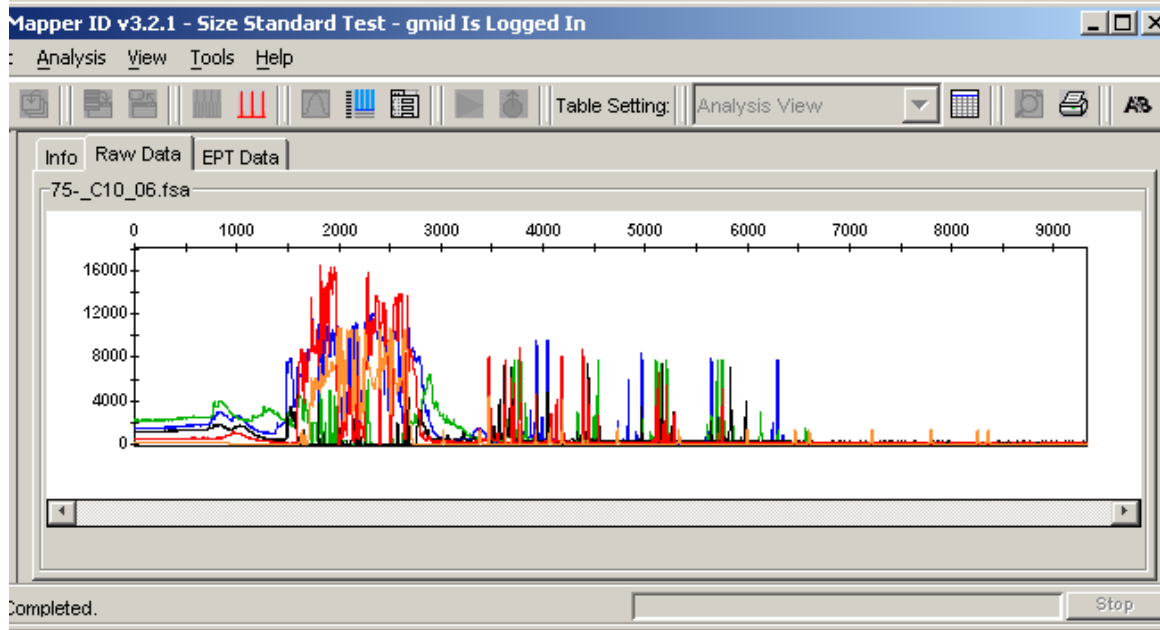 Mapper ID v3.2.1 - Size Standard Test - gmid Is Logged In
Analysis View Tools Help
Table Setting: Analysis View AB
Info Raw Data EPT Data
75-_C10_06.fsa
0 1000 2000 3000 4000 5000 6000 7000 8000 9000
16000
12000
8000
4000
0
Completed.
Stop